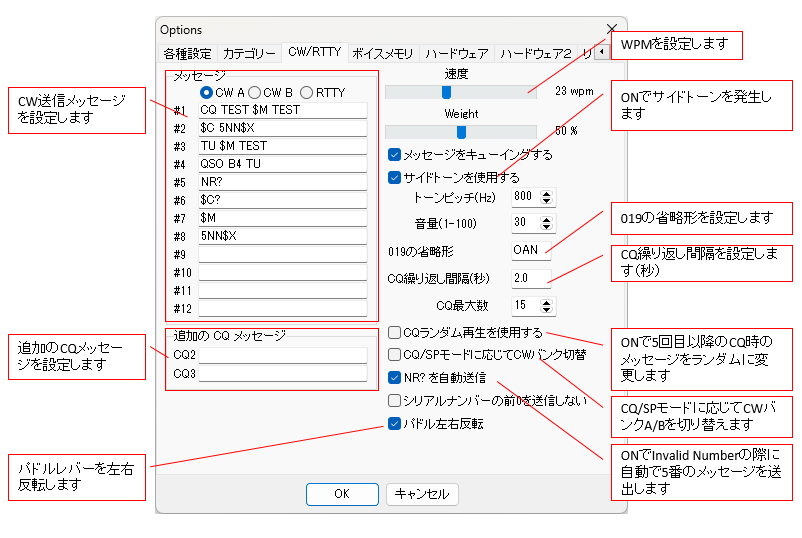 Options
各種設定 カテゴリー CW/RTTY ボイスメモリ ハードウェア ハードウェア2 リ
メッセージ
CW A CW B RTTY
#1 CQ TEST $M TEST
#2 $C 5NN$X
#3 TU $M TEST
#4 QSO B4 TU
#5 NR?
#6 $C?
#7 $M
#8 5NN$X
#9
#10
#11
#12
追加の CQ メッセージ
CQ2
CQ3
速度
23 wpm
Weight
50 %
メッセージをキューイングする
サイドトーンを使用する
トーンピッチ(Hz) 800
音量(1-100) 30
019の省略形 OAN
CQ繰り返し間隔(秒) 2.0
CQ最大数 15
CQランダム再生を使用する
CQ/SPモードに応じてCWバンク切替
NR? を自動送信
シリアルナンバーの前0を送信しない
パドル左右反転
OK キャンセル
CW送信メッセージ
を設定します
追加のCQメッセー
ジを設定します
パドルレバーを左右
反転します
WPMを設定します
ONでサイドトーンを発生し
ます
019の省略形を設定します
CQ繰り返し間隔を設定しま
す(秒)
ONで5回目以降のCQ時の
メッセージをランダムに変
更します
CQ/SPモードに応じてCWバ
ンクA/Bを切り替えます
ONでInvalid Numberの際に
自動で5番のメッセージを送
出します